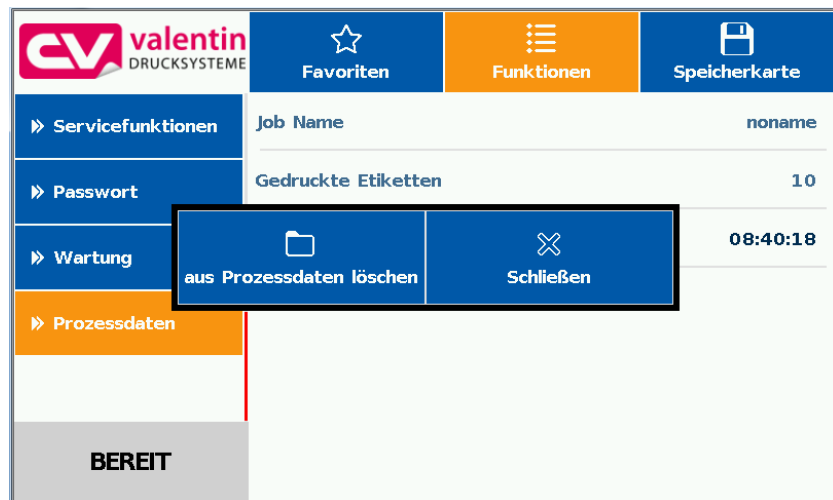 valentin
DRUCKSYSTEME
Favoriten
Funktionen
Speicherkarte
Servicefunktionen
Job Name
noname
Passwort
Gedruckte Etiketten
10
Wartung
08:40:18
aus Prozessdaten löschen
Schließen
Prozessdaten
BEREIT